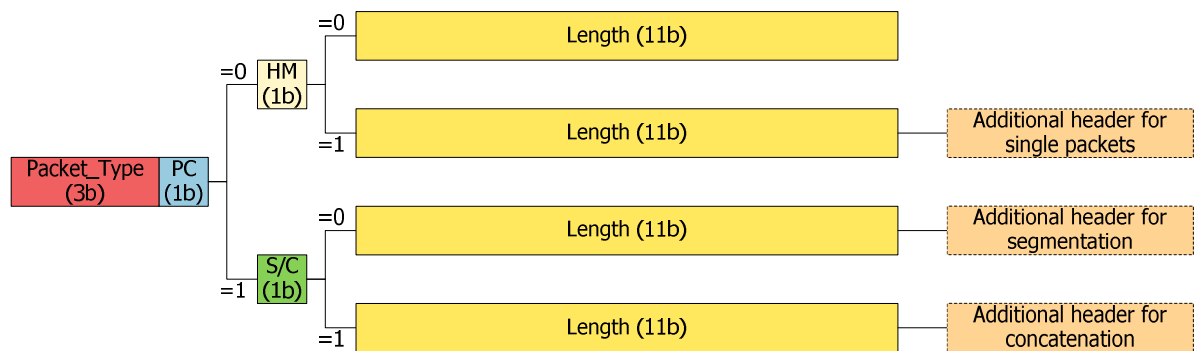 =0
Length (11b)
=0
HM
(1b)
=1
Length (11b)
Additional header for
single packets
Packet_Type
(3b)
PC
(1b)
=0
Length (11b)
Additional header for
segmentation
=1
S/C
(1b)
=1
Length (11b)
Additional header for
concatenation